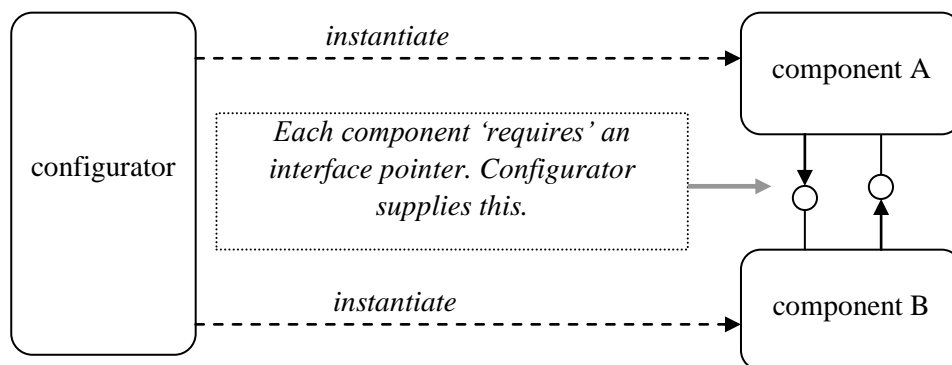 instantiate
component A
Each component ‘requires’ an
interface pointer. Configurator
supplies this.
configurator
instantiate
component B